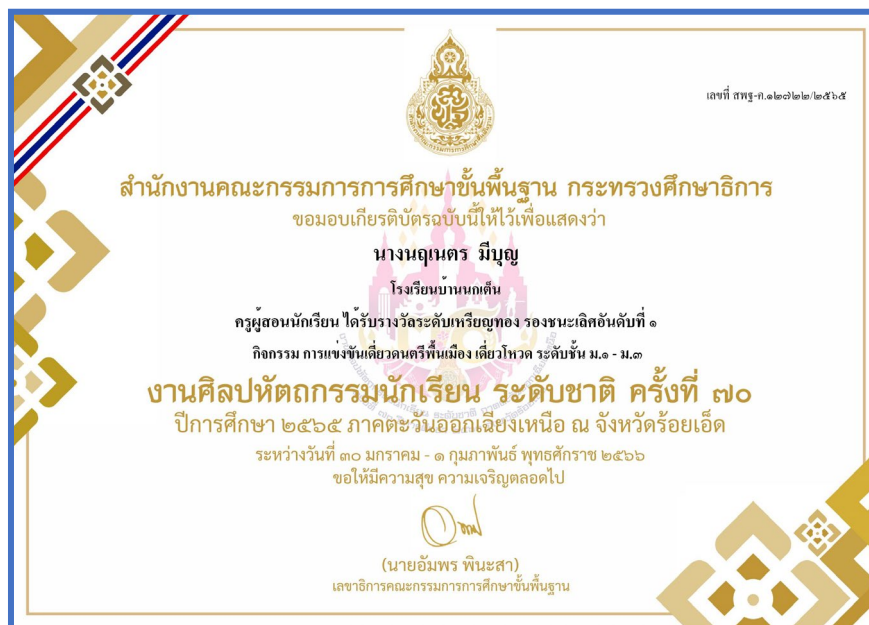 เลขที่ สพฐ-ค.๑๒๗๒๒/๒๕๖๕
สำนักงานคณะกรรมการการศึกษาขั้นพื้นฐาน กระทรวงศึกษาธิการ
ขอมอบเกียรติบัตรฉบับนี้ให้ไว้เพื่อแสดงว่า
นางนฤเนตร มีบุญ
โรงเรียนบ้านนกเต็น
ครูผู้สอนนักเรียน ได้รับรางวัลระดับเหรียญทอง รองชนะเลิศอันดับที่ ๑
กิจกรรม การแข่งขันเดี่ยวดนตรีพื้นเมือง เดี่ยวโหวด ระดับชั้น ม.๑ - ม.๓
งานศิลปหัตถกรรมนักเรียน ระดับชาติ ครั้งที่ ๗๐
ปีการศึกษา ๒๕๖๕ ภาคตะวันออกเฉียงเหนือ ณ จังหวัดร้อยเอ็ด
ระหว่างวันที่ ๓๐ มกราคม - ๑ กุมภาพันธ์ พุทธศักราช ๒๕๖๖
ขอให้มีความสุข ความเจริญตลอดไป
(นายอัมพร พินะสา)
เลขาธิการคณะกรรมการการศึกษาขั้นพื้นฐาน